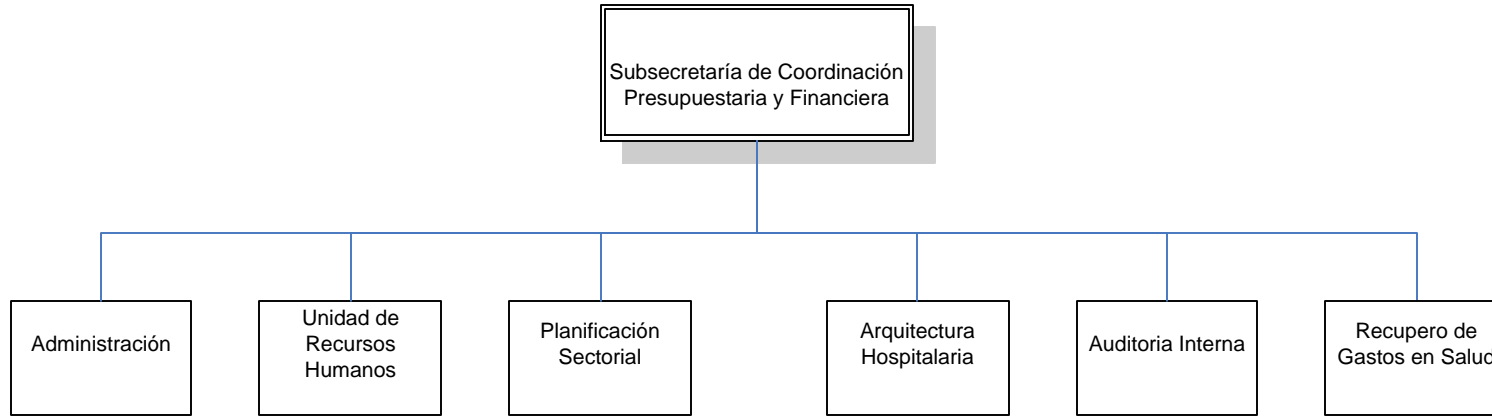 Subsecretaría de Coordinación
Presupuestaria y Financiera
Administración
Unidad de
Recursos
Humanos
Planificación
Sectorial
Arquitectura
Hospitalaria
Auditoria Interna
Recupero de
Gastos en Salud